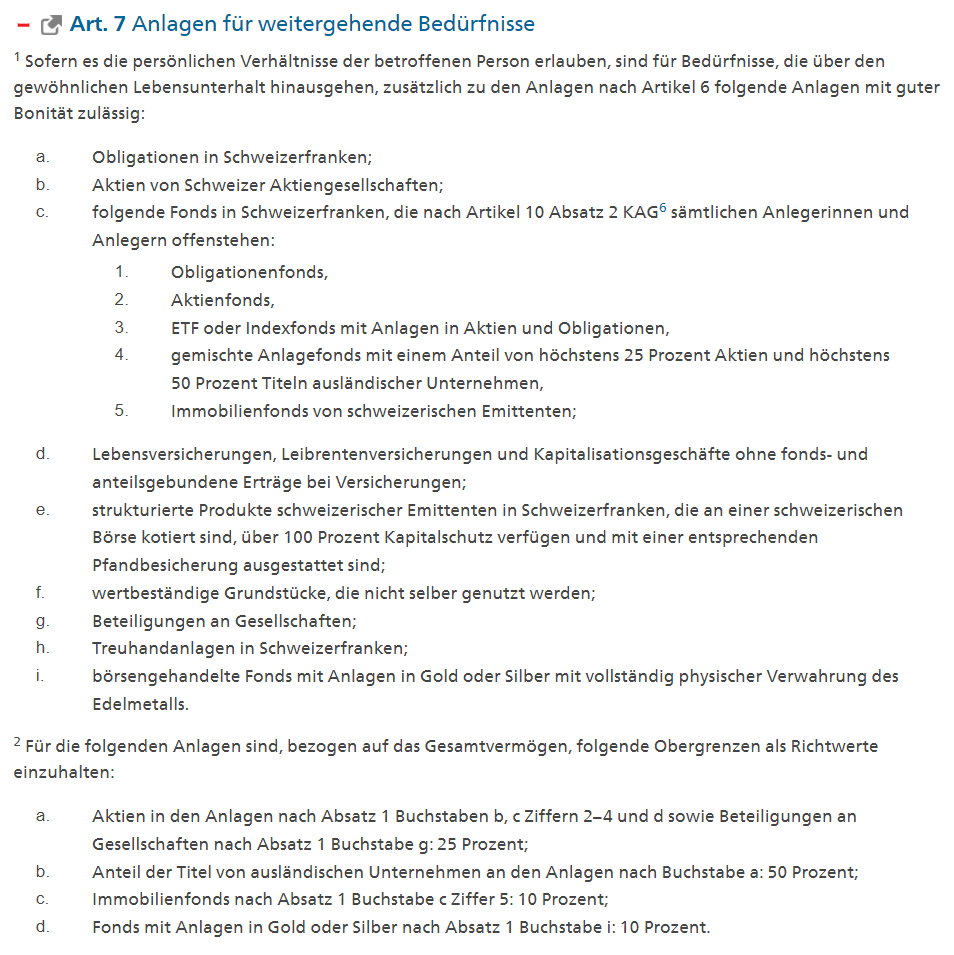 Art. 7 Anlagen für weitergehende Bedürfnisse
1 Sofern es die persönlichen Verhältnisse der betroffenen Person erlauben, sind für Bedürfnisse, die über den
gewöhnlichen Lebensunterhalt hinausgehen, zusätzlich zu den Anlagen nach Artikel 6 folgende Anlagen mit guter
Bonität zulässig:
a. Obligationen in Schweizerfranken;
b. Aktien von Schweizer Aktiengesellschaften;
c. folgende Fonds in Schweizerfranken, die nach Artikel 10 Absatz 2 KAG6 sämtlichen Anlegerinnen und
Anlegern offenstehen:
1. Obligationenfonds,
2. Aktienfonds,
3. ETF oder Indexfonds mit Anlagen in Aktien und Obligationen,
4. gemischte Anlagefonds mit einem Anteil von höchstens 25 Prozent Aktien und höchstens
50 Prozent Titeln ausländischer Unternehmen,
5. Immobilienfonds von schweizerischen Emittenten;
d. Lebensversicherungen, Leibrentenversicherungen und Kapitalisationsgeschäfte ohne fonds- und
anteilsgebundene Erträge bei Versicherungen;
e. strukturierte Produkte schweizerischer Emittenten in Schweizerfranken, die an einer schweizerischen
Börse kotiert sind, über 100 Prozent Kapitalschutz verfügen und mit einer entsprechenden
Pfandbesicherung ausgestattet sind;
f. wertbeständige Grundstücke, die nicht selber genutzt werden;
g. Beteiligungen an Gesellschaften;
h. Treuhandanlagen in Schweizerfranken;
i. börsengehandelte Fonds mit Anlagen in Gold oder Silber mit vollständig physischer Verwahrung des
Edelmetalls.
2 Für die folgenden Anlagen sind, bezogen auf das Gesamtvermögen, folgende Obergrenzen als Richtwerte
einzuhalten:
a. Aktien in den Anlagen nach Absatz 1 Buchstaben b, c Ziffern 2–4 und d sowie Beteiligungen an
Gesellschaften nach Absatz 1 Buchstabe g: 25 Prozent;
b. Anteil der Titel von ausländischen Unternehmen an den Anlagen nach Buchstabe a: 50 Prozent;
c. Immobilienfonds nach Absatz 1 Buchstabe c Ziffer 5: 10 Prozent;
d. Fonds mit Anlagen in Gold oder Silber nach Absatz 1 Buchstabe i: 10 Prozent.